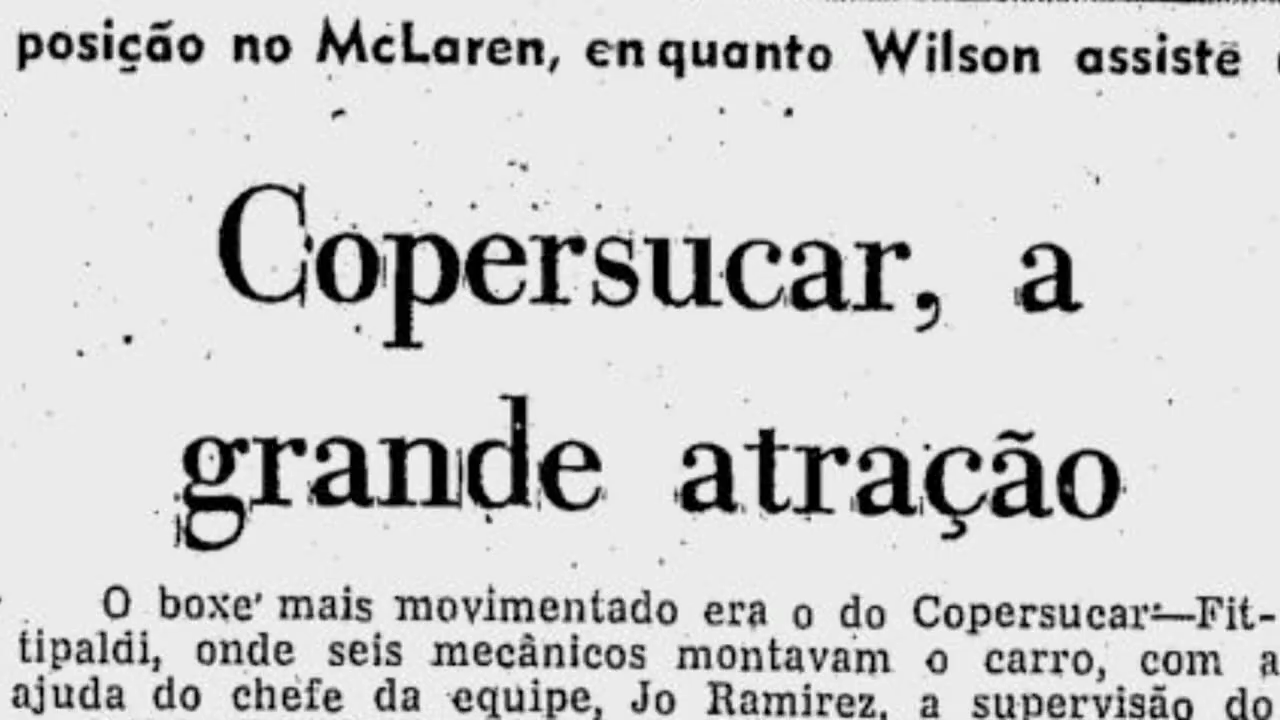 posição no McLaren, enquanto Wilson assiste
Copersucar, a
grande atração
O boxe mais movimentado era o do Copersucar—Fit-
tipaldi, onde seis mecânicos montavam o carro, com a
ajuda do chefe da equipe, Jo Ramirez, a supervisão do